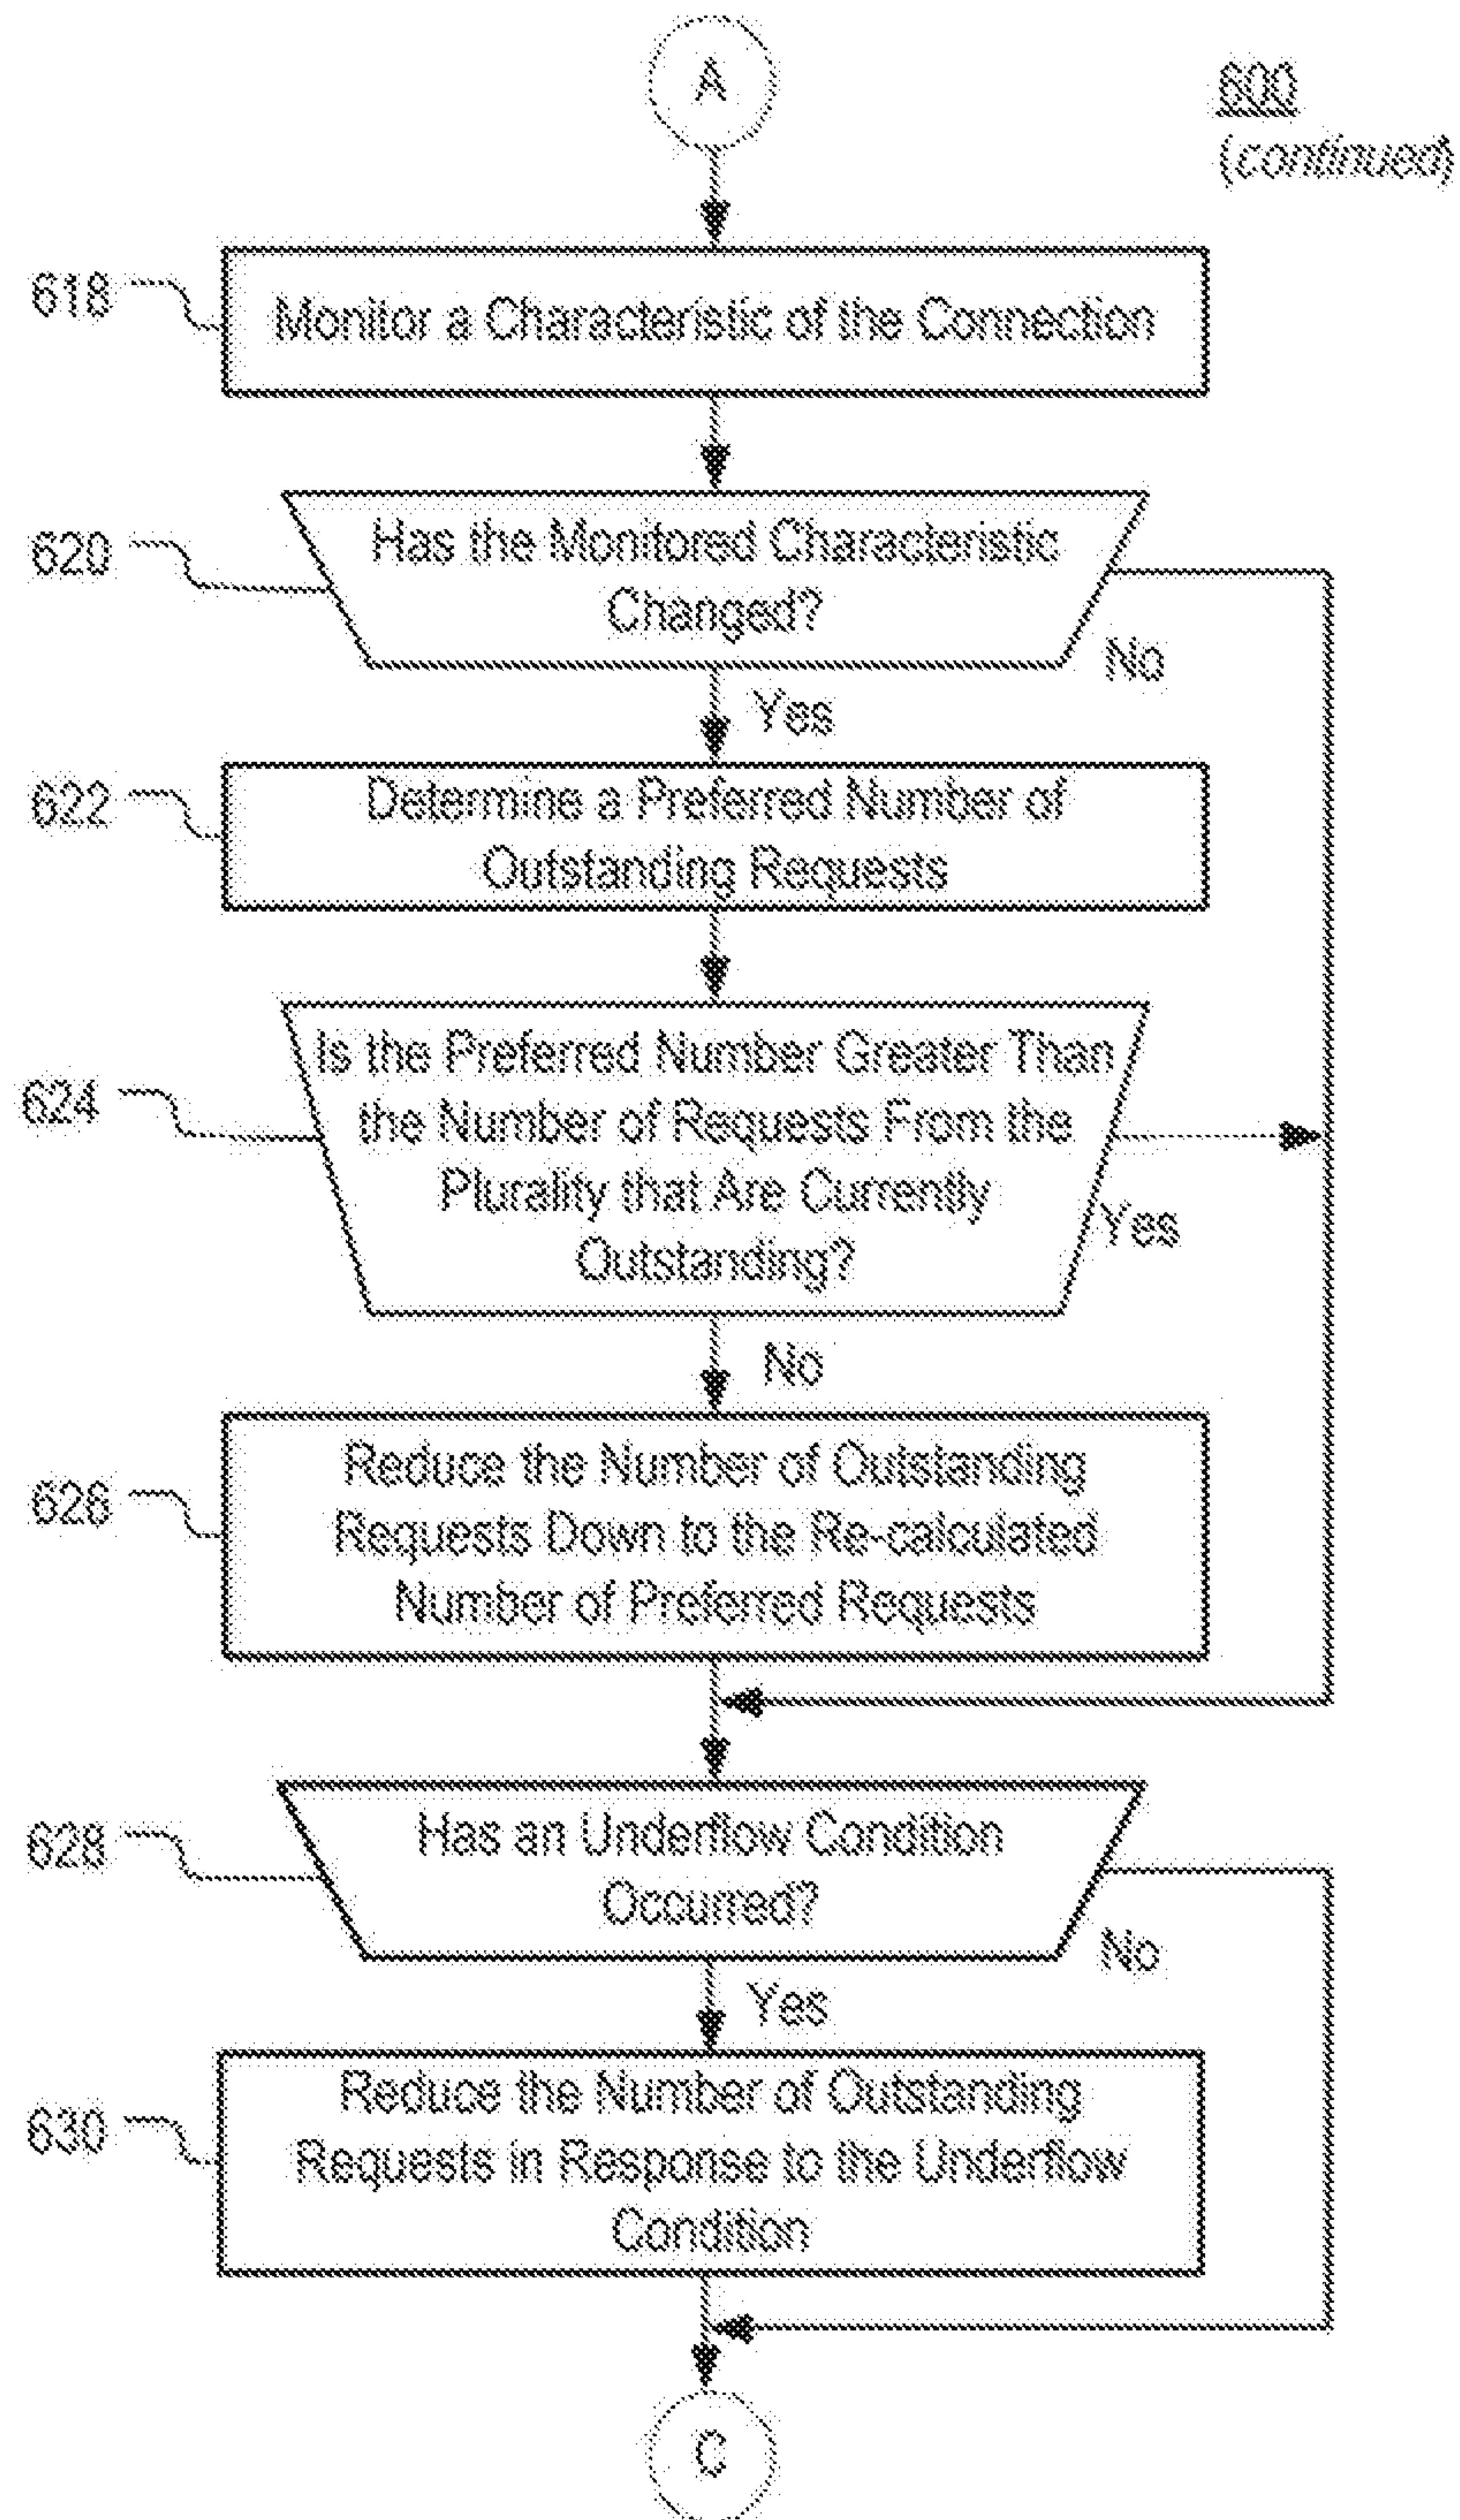 A
600
(continued)
618
Monitor a Characteristic of the Connection
620
Has the Monitored Characteristic
Changed?
No
Yes
622
Determine a Preferred Number of
Outstanding Requests
624
Is the Preferred Number Greater Than
the Number of Requests From the
Plurality that Are Currently
Outstanding?
Yes
No
626
Reduce the Number of Outstanding
Requests Down to the Re-calculated
Number of Preferred Requests
628
Has an Underflow Condition
Occurred?
No
Yes
630
Reduce the Number of Outstanding
Requests in Response to the Underflow
Condition
C